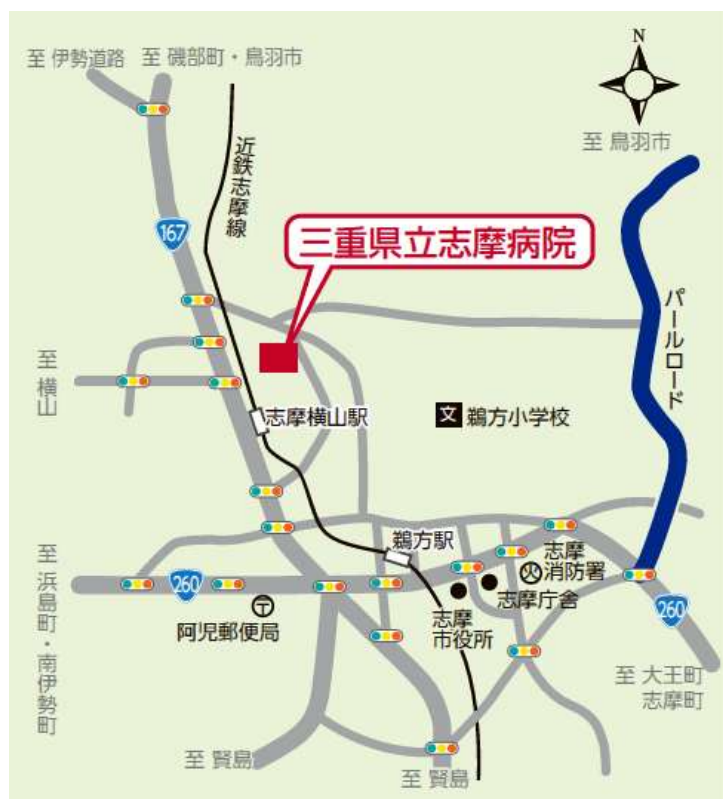 N
至 伊勢道路
至 磯部町・鳥羽市
至 鳥羽市
近鉄志摩線
167
三重県立志摩病院
パールロード
至 横山
志摩横山駅
文 鵜方小学校
鵜方駅
至 浜島町・南伊勢町
260
〒
阿児郵便局
志摩
消防署
火
志摩庁舎
志摩
市役所
260
至 大王町
志摩町
至 賢島
至 賢島